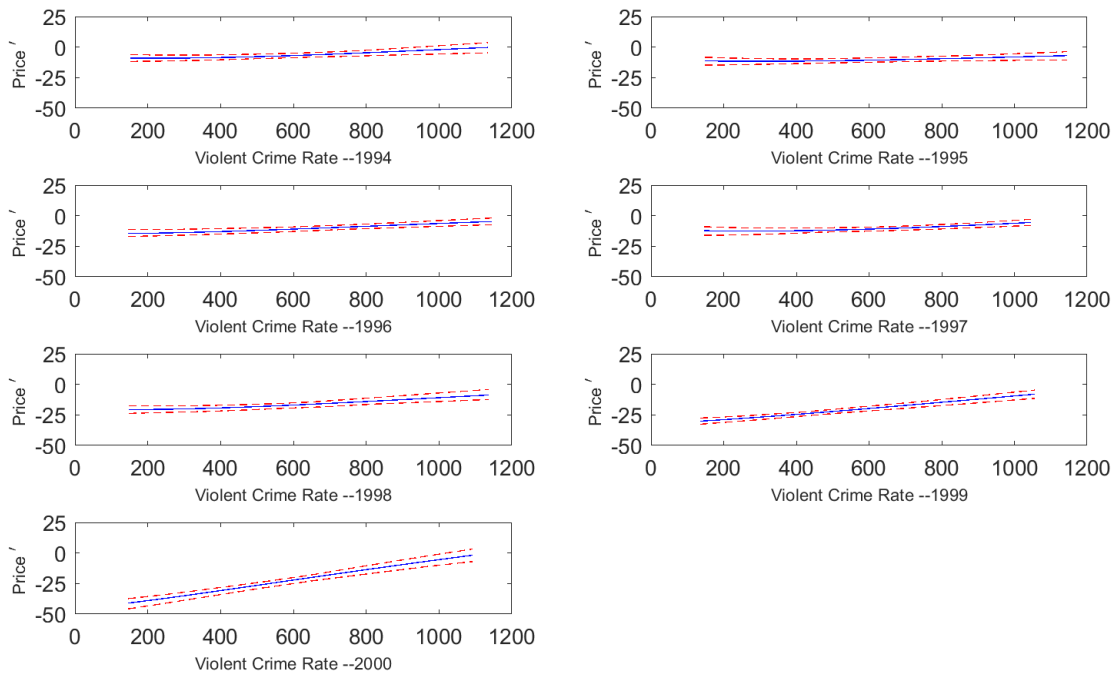 25
0
-25
-50
Price ′
0 200 400 600 800 1000 1200
Violent Crime Rate --1994
25
0
-25
-50
Price ′
0 200 400 600 800 1000 1200
Violent Crime Rate --1995
25
0
-25
-50
Price ′
0 200 400 600 800 1000 1200
Violent Crime Rate --1996
25
0
-25
-50
Price ′
0 200 400 600 800 1000 1200
Violent Crime Rate --1997
25
0
-25
-50
Price ′
0 200 400 600 800 1000 1200
Violent Crime Rate --1998
25
0
-25
-50
Price ′
0 200 400 600 800 1000 1200
Violent Crime Rate --1999
25
0
-25
-50
Price ′
0 200 400 600 800 1000 1200
Violent Crime Rate --2000